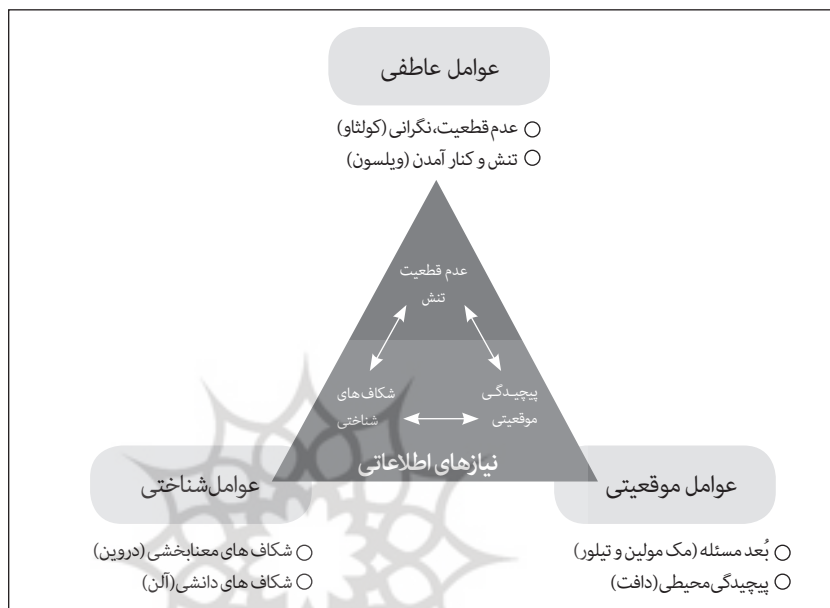 عوامل عاطفی
عدم قطعیت، نگرانی (کولثاو)
تنش و کنار آمدن (ویلسون)
عدم قطعیت
تنش
پیچیدگی
موقعیتی
شکاف‌های
شناختی
نیازهای اطلاعاتی
عوامل موقعیتی
بُعد مسئله (مک مولین و تیلور)
پیچیدگی محیطی (دافت)
عوامل شناختی
شکاف های معنابخشی (دروین)
شکاف های دانشی (آلن)